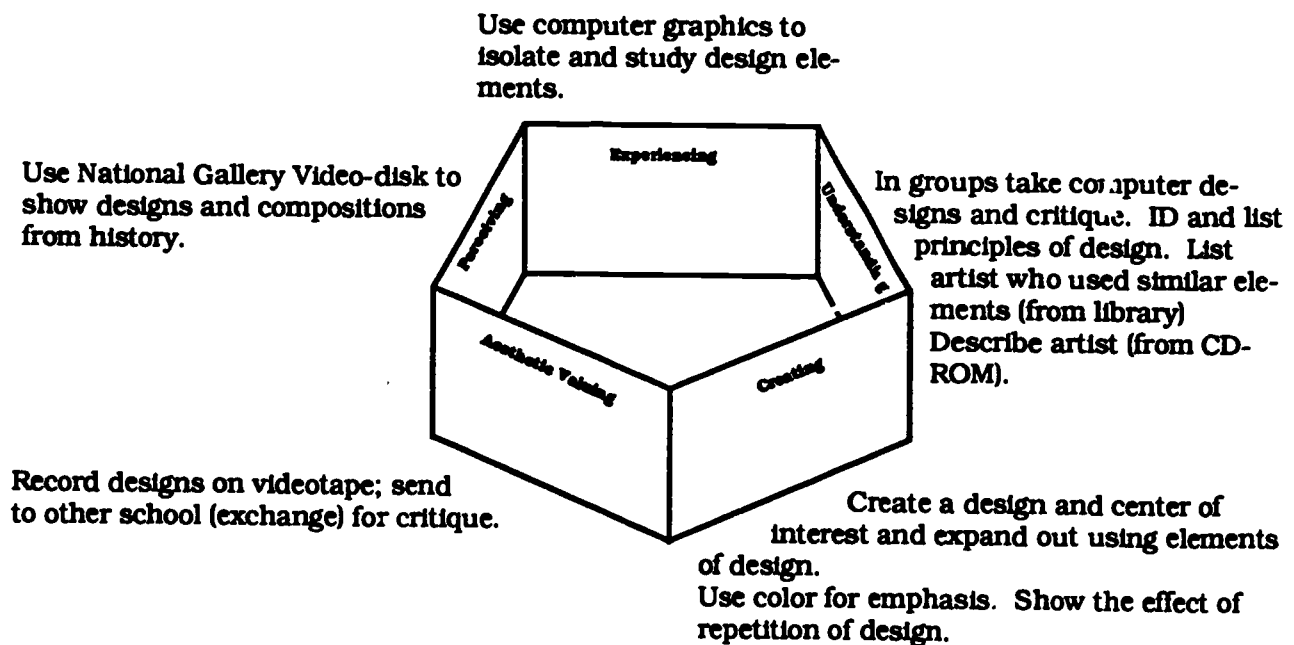 Use computer graphics to
isolate and study design ele-
ments.
Experiencing
Use National Gallery Video-disk to
show designs and compositions
from history.
Perceiving
Understanding
In groups take computer de-
signs and critique. ID and list
principles of design. List
artist who used similar ele-
ments (from library)
Describe artist (from CD-
ROM).
Aesthetic Valuing
Creating
Record designs on videotape; send
to other school (exchange) for critique.
Create a design and center of
interest and expand out using elements
of design.
Use color for emphasis. Show the effect of
repetition of design.